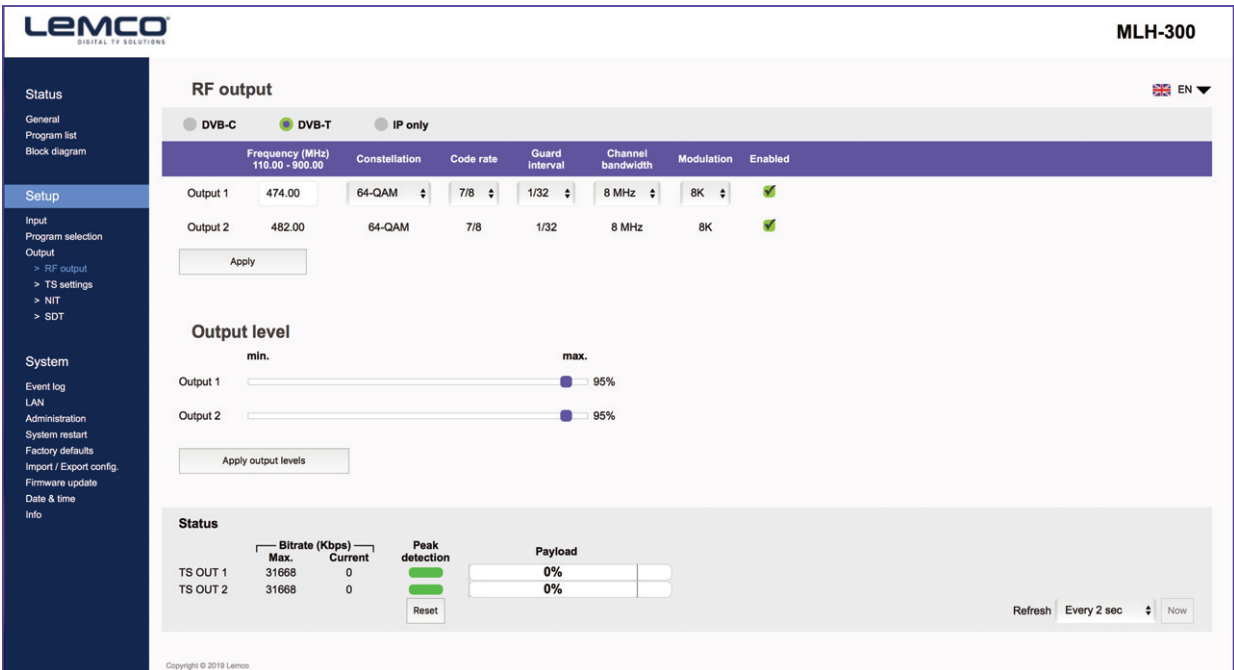 LEMCO
DIGITAL TV SOLUTIONS
MLH-300
Status
General
Program list
Block diagram
Setup
Input
Program selection
Output
> RF output
> TS settings
> NIT
> SDT
System
Event log
LAN
Administration
System restart
Factory defaults
Import / Export config.
Firmware update
Date & time
Info
RF output
EN
DVB-C DVB-T IP only
Frequency (MHz) 110.00 - 900.00 Constellation Code rate Guard interval Channel bandwidth Modulation Enabled
Output 1 474.00 64-QAM 7/8 1/32 8 MHz 8K
Output 2 482.00 64-QAM 7/8 1/32 8 MHz 8K
Apply
Output level
min. max.
Output 1 95%
Output 2 95%
Apply output levels
Status
Bitrate (Kbps) Peak detection Payload
Max. Current
TS OUT 1 31668 0 0%
TS OUT 2 31668 0 0%
Reset
Refresh Every 2 sec Now
Copyright © 2019 Lemco